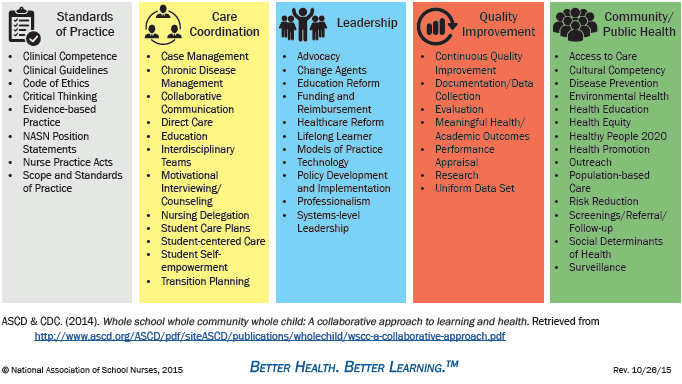 Standards
of Practice
• Clinical Competence
• Clinical Guidelines
• Code of Ethics
• Critical Thinking
• Evidence-based
Practice
• NASN Position
Statements
• Nurse Practice Acts
• Scope and Standards
of Practice
Care
Coordination
• Case Management
• Chronic Disease
Management
• Collaborative
Communication
• Direct Care
• Education
• Interdisciplinary
Teams
• Motivational
Interviewing/
Counseling
• Nursing Delegation
• Student Care Plans
• Student-centered Care
• Student Self-
empowerment
• Transition Planning
Leadership
• Advocacy
• Change Agents
• Education Reform
• Funding and
Reimbursement
• Healthcare Reform
• Lifelong Learner
• Models of Practice
• Technology
• Policy Development
and Implementation
• Professionalism
• Systems-level
Leadership
Quality
Improvement
• Continuous Quality
Improvement
• Documentation/Data
Collection
• Evaluation
• Meaningful Health/
Academic Outcomes
• Performance
Appraisal
• Research
• Uniform Data Set
Community/
Public Health
• Access to Care
• Cultural Competency
• Disease Prevention
• Environmental Health
• Health Education
• Health Equity
• Healthy People 2020
• Health Promotion
• Outreach
• Population-based
Care
• Risk Reduction
• Screenings/Referral/
Follow-up
• Social Determinants
of Health
• Surveillance
ASCD & CDC. (2014). Whole school whole community whole child: A collaborative approach to learning and health. Retrieved from
http://www.ascd.org/ASCD/pdf/siteASCD/publications/wholechild/wscc-a-collaborative-approach.pdf
© National Association of School Nurses, 2015
BETTER HEALTH. BETTER LEARNING.™
Rev. 10/26/15